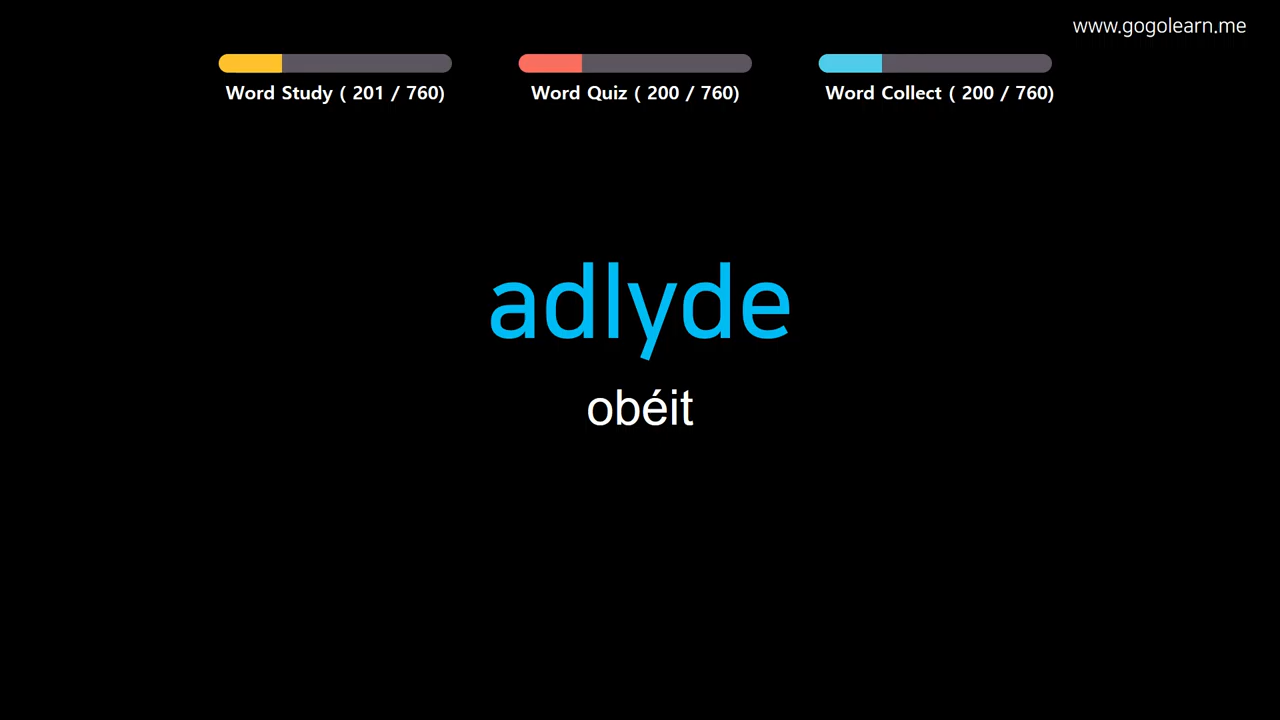 www.gogolearn.me
Word Study ( 201 / 760)
Word Quiz ( 200 / 760)
Word Collect ( 200 / 760)
adlyde
obéit